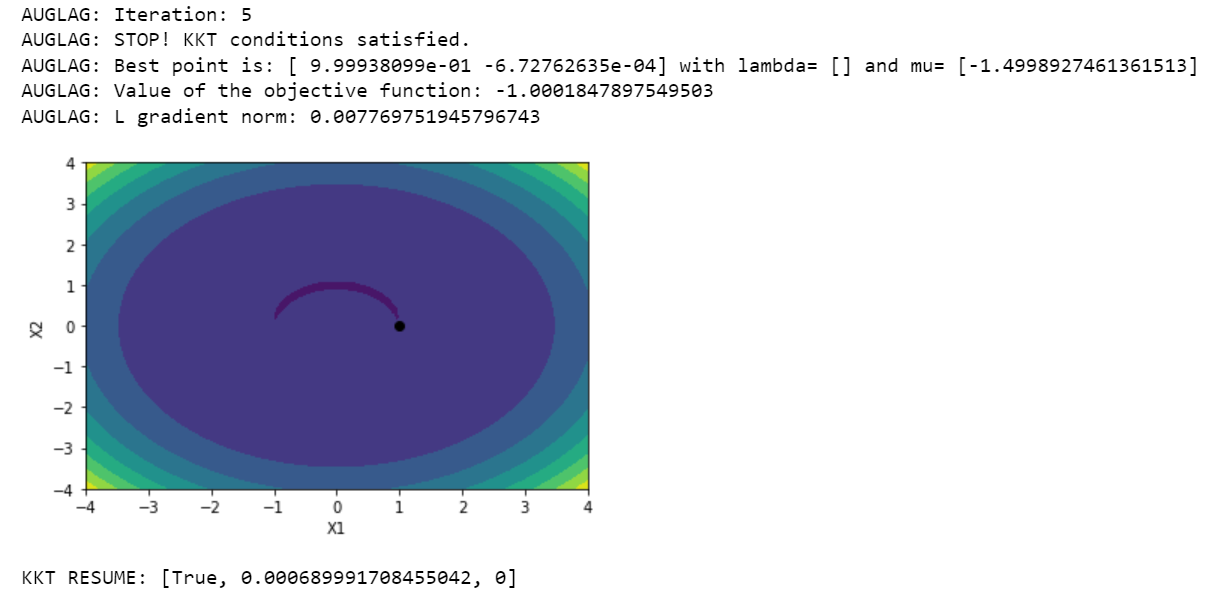 AUGLAG: Iteration: 5
AUGLAG: STOP! KKT conditions satisfied.
AUGLAG: Best point is: [ 9.99938099e-01 -6.72762635e-04] with lambda= [] and mu= [-1.4998927461361513]
AUGLAG: Value of the objective function: -1.0001847897549503
AUGLAG: L gradient norm: 0.007769751945796743
4
3
2
1
0
−1
−2
−3
−4
X2
−4 −3 −2 −1 0 1 2 3 4
X1
KKT RESUME: [True, 0.0006899917084550​42, 0]